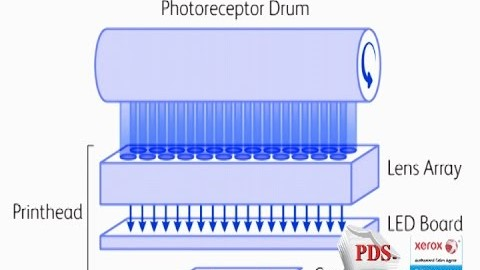 Photoreceptor Drum
Lens Array
Printhead
LED Board
PDS
xerox